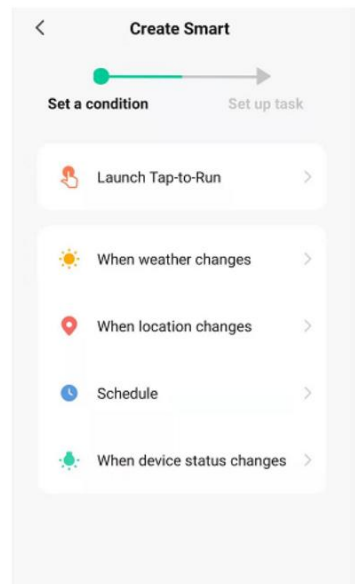 Create Smart
Set a condition
Set up task
Launch Tap-to-Run
When weather changes
When location changes
Schedule
When device status changes